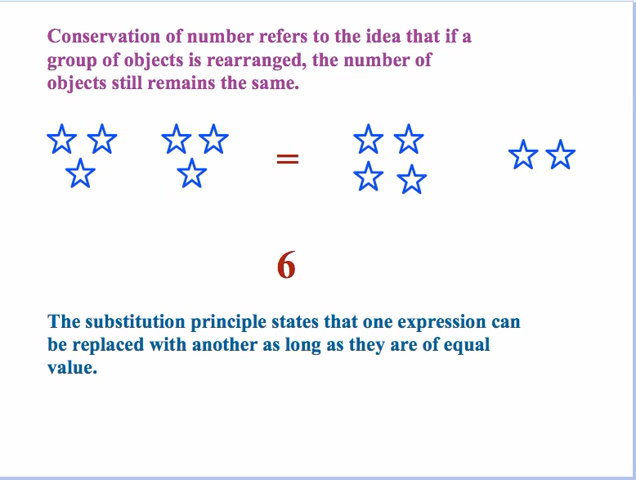 Conservation of number refers to the idea that if a
group of objects is rearranged, the number of
objects still remains the same.
=
6
The substitution principle states that one expression can
be replaced with another as long as they are of equal
value.